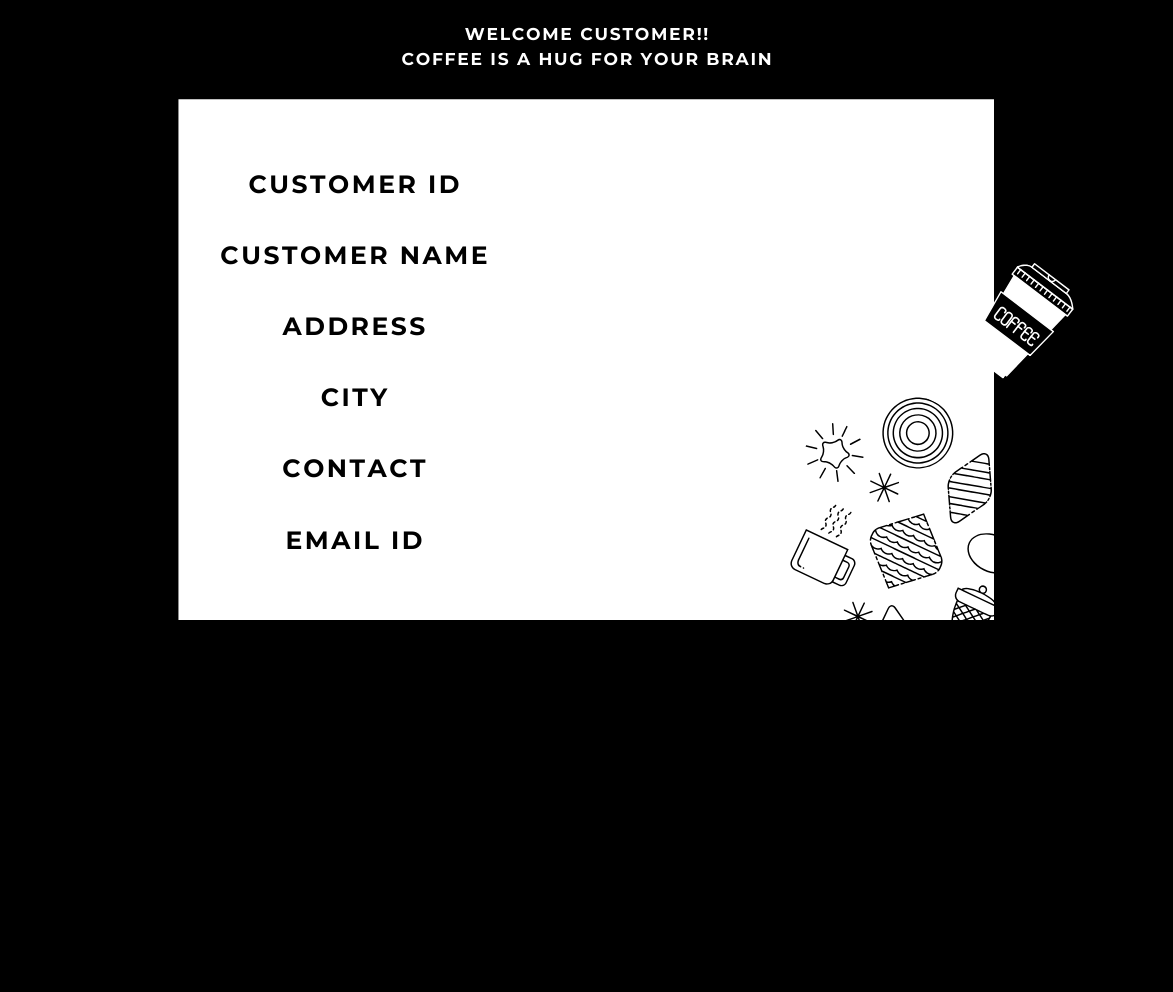 WELCOME CUSTOMER!!
COFFEE IS A HUG FOR YOUR BRAIN
CUSTOMER ID
CUSTOMER NAME
COFFEE
ADDRESS
CITY
CONTACT
EMAIL ID